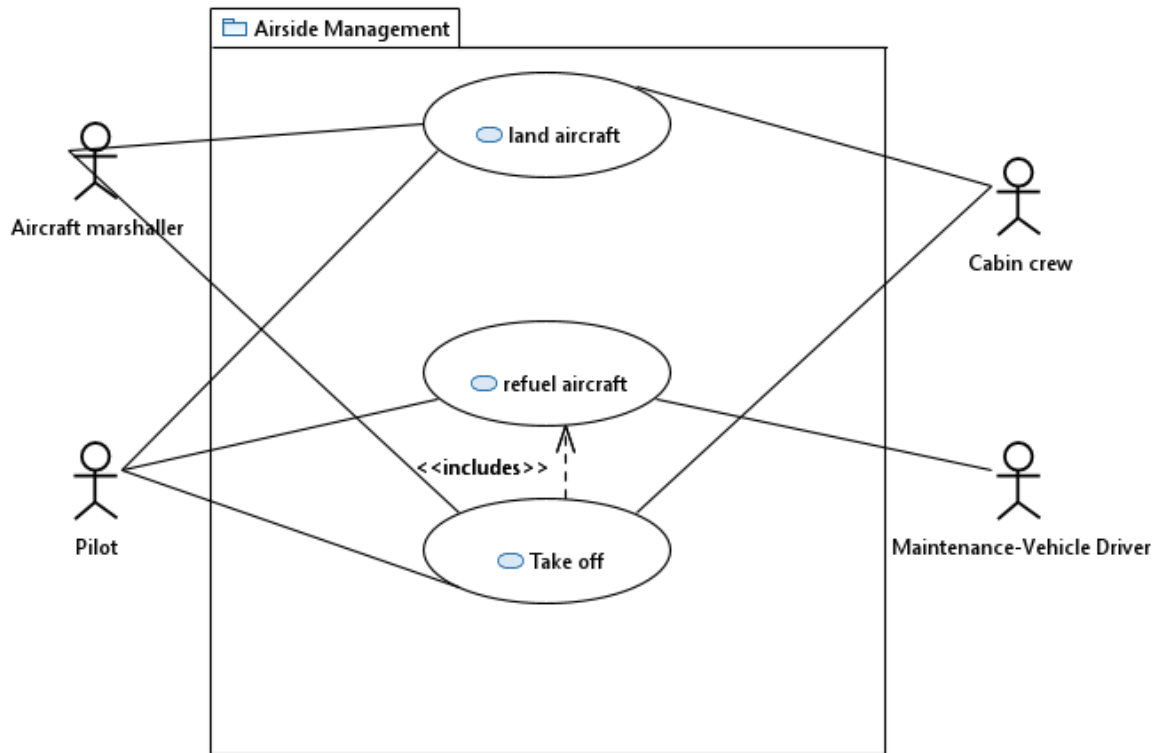 Airside Management
land aircraft
Aircraft marshaller
Cabin crew
refuel aircraft
<<includes>>
Pilot
Take off
Maintenance-Vehicle Driver